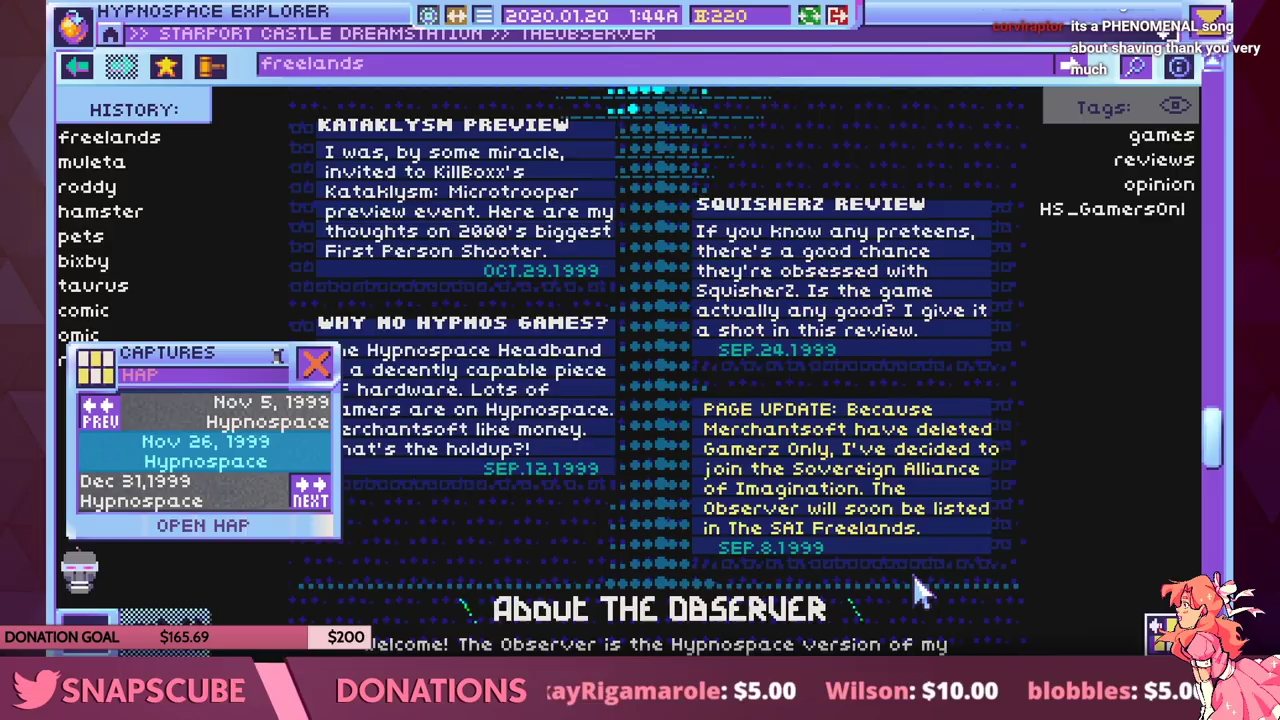 HYPNOSPACE EXPLORER
2020.01.20 1:44A
220
corviraptor its a PHENOMENAL song
about shaving thank you very
much
>> STARPORT CASTLE DREAMSTATION >> THEOBSERVER
freelands
HISTORY:
freelands
muleta
roddy
hamster
pets
bixby
taurus
comic
omic
Tags:
games
reviews
opinion
HS_GamersOnl
KATAKLYSM PREVIEW
I was, by some miracle,
invited to KillBoxx's
Kataklysm: Microtrooper
preview event. Here are my
thoughts on 2000's biggest
First Person Shooter.
OCT.29.1999
WHY NO HYPNOS GAMES?
he Hypnospace Headband
a decently capable piece
hardware. Lots of
amers are on Hypnospace.
erchantsoft like money.
hat's the holdup?!
SEP.12.1999
SQUISHERZ REVIEW
If you know any preteens,
there's a good chance
they're obsessed with
SquisherZ. Is the game
actually any good? I give it
a shot in this review.
SEP.24.1999
PAGE UPDATE: Because
Merchantsoft have deleted
Gamerz Only, I've decided to
join the Sovereign Alliance
of Imagination. The
Observer will soon be listed
in The SAI Freelands.
SEP.8.1999
CAPTURES
HAP
PREV
Nov 5, 1999
Hypnospace
Nov 26, 1999
Hypnospace
Dec 31,1999
Hypnospace
NEXT
OPEN HAP
About THE OBSERVER
elcome! The Observer is the Hypnospace version of my
DONATION GOAL $165.69 $200
SNAPSCUBE
DONATIONS
ayRigamarole: $5.00 Wilson: $10.00 blobbles: $5.00